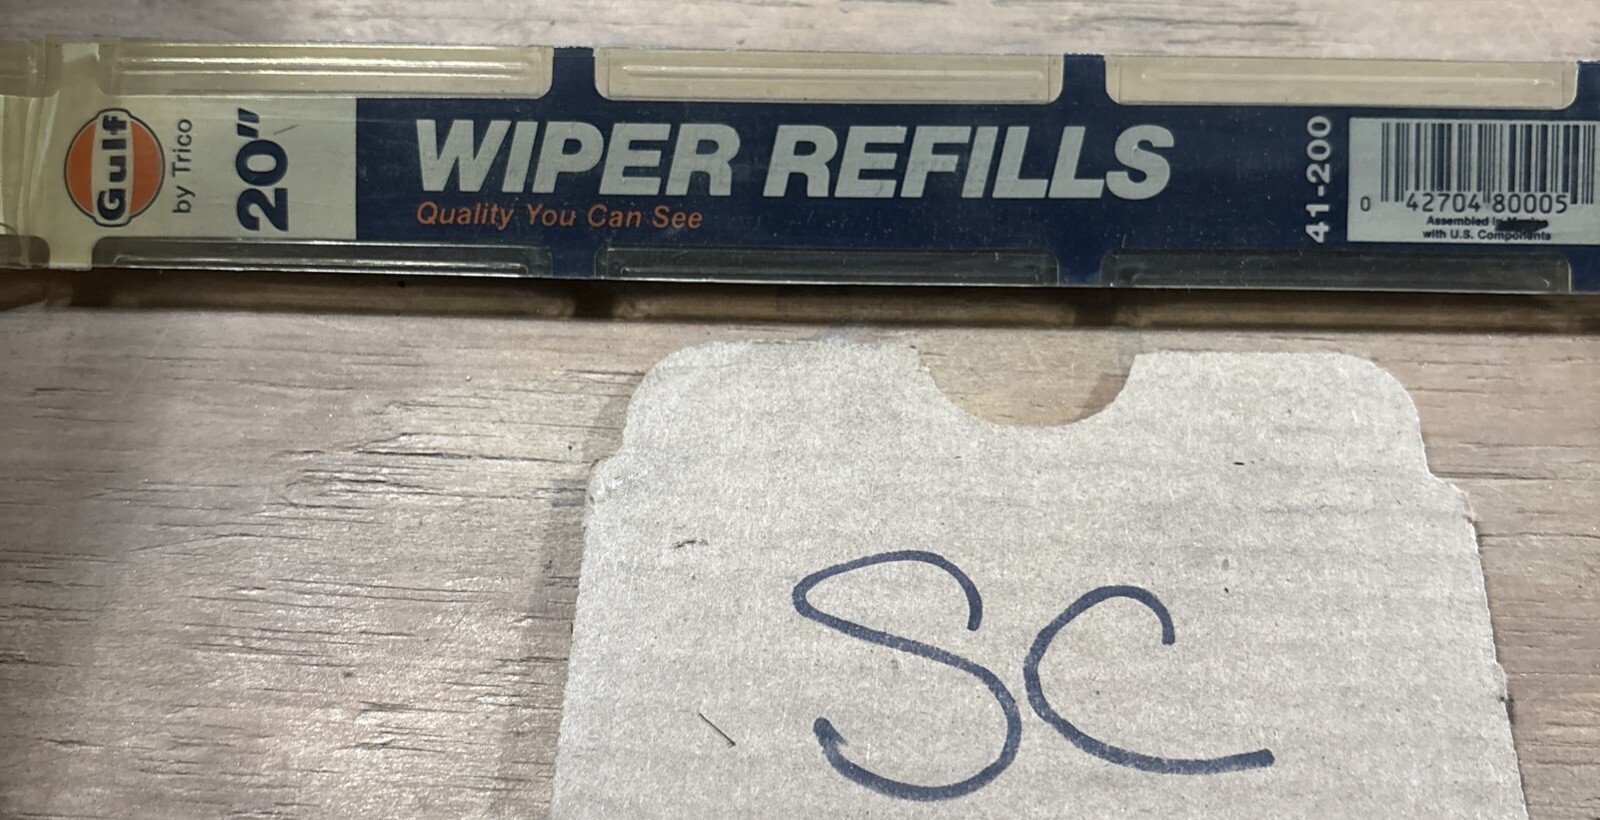 Gulf
by Trico
20"
WIPER REFILLS
Quality You Can See
41-200
0 42704 80005
Assembled in Mexico
with U.S. Components
SC